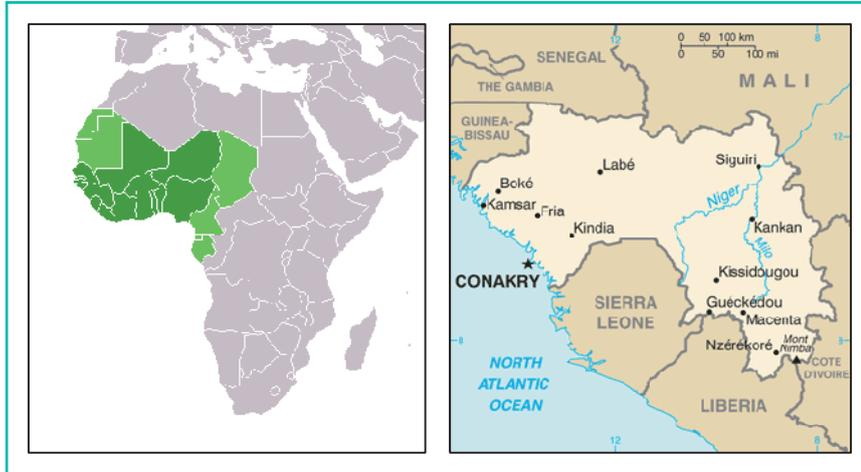 0 50 100 km
0 50 100 mi
12
8
SENEGAL
THE GAMBIA
MALI
GUINEA-
BISSAU
12
Labé
Siguiri
Boké
Kamsar
Fria
Niger
Kindia
Kankan
Milo
CONAKRY
Kissidougou
SIERRA
LEONE
Guéckédou
Macenta
8
Nzérékoré
Mont
Nimba
8
COTE
D'IVOIRE
NORTH
ATLANTIC
OCEAN
LIBERIA
12
8